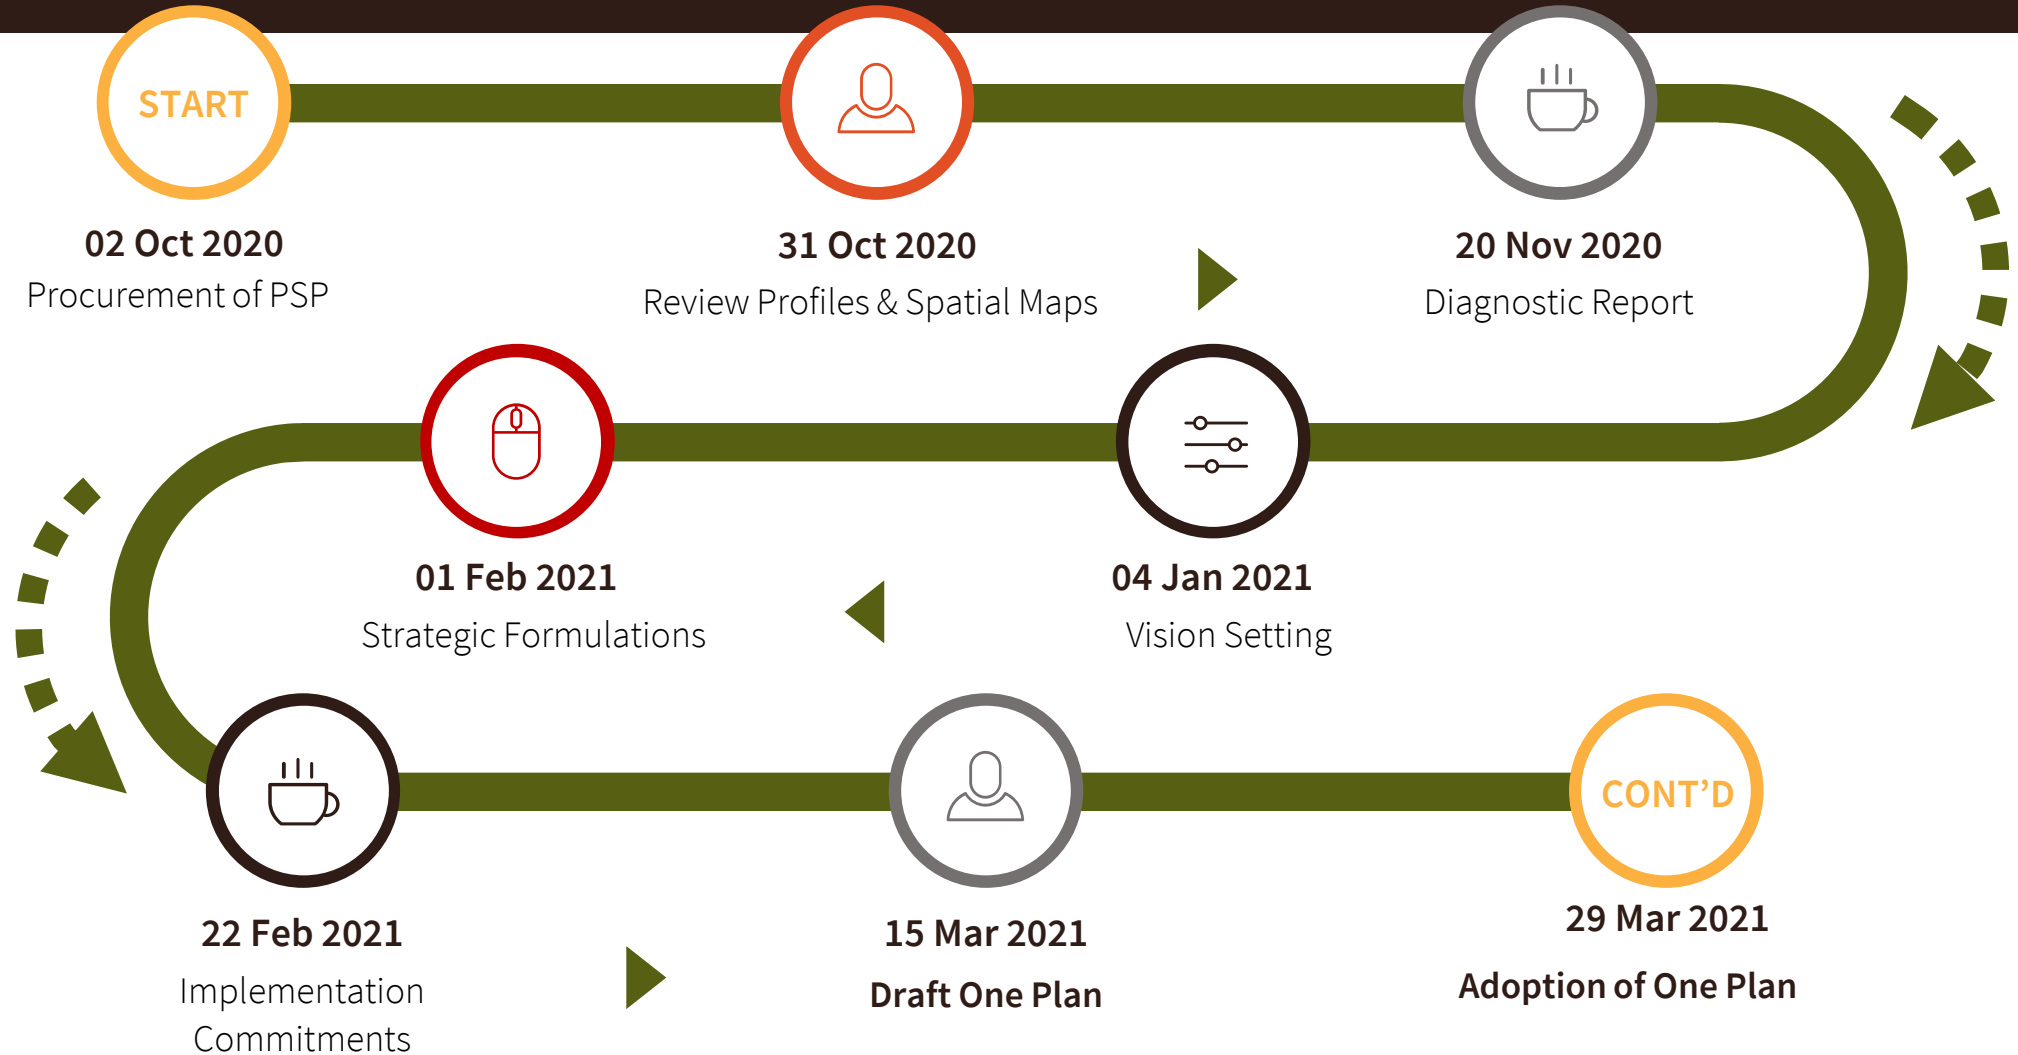 START
02 Oct 2020
Procurement of PSP
31 Oct 2020
Review Profiles & Spatial Maps
20 Nov 2020
Diagnostic Report
04 Jan 2021
Vision Setting
01 Feb 2021
Strategic Formulations
22 Feb 2021
Implementation
Commitments
15 Mar 2021
Draft One Plan
CONT’D
29 Mar 2021
Adoption of One Plan